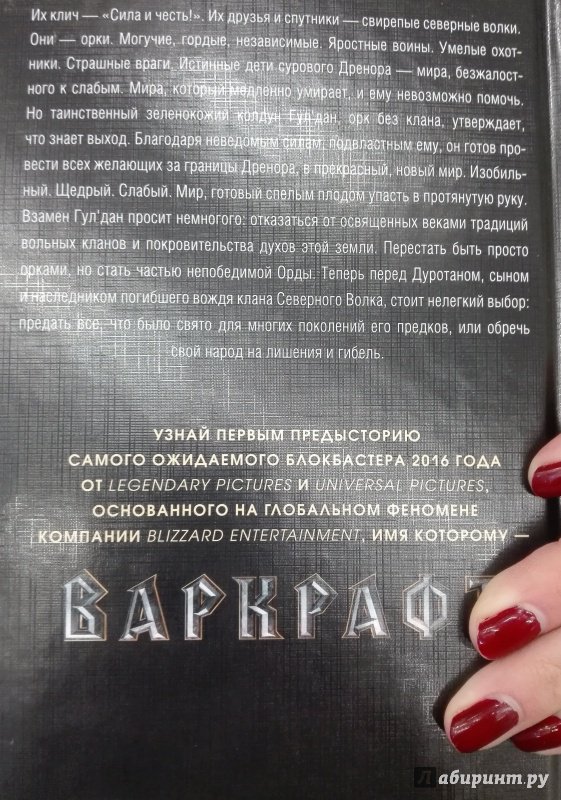 Их клич — «Сила и честь!». Их друзья и спутники — свирепые северные волки.
Они — орки. Могучие, гордые, независимые. Яростные воины. Умелые охот-
ники. Страшные враги. Истинные дети сурового Дренора — мира, безжалост-
ного к слабым. Мира, который медленно умирает, и ему невозможно помочь.
Но таинственный зеленокожий колдун Гул'дан, орк без клана, утверждает,
что знает выход. Благодаря неведомым силам, подвластным ему, он готов про-
вести всех желающих за границы Дренора, в прекрасный, новый мир. Изобиль-
ный. Щедрый. Слабый. Мир, готовый спелым плодом упасть в протянутую руку.
Взамен Гул'дан просит немногого: отказаться от освященных веками традиций
вольных кланов и покровительства духов этой земли. Перестать быть просто
орками, но стать частью непобедимой Орды. Теперь перед Дуротаном, сыном
и наследником погибшего вождя клана Северного Волка, стоит нелегкий выбор:
предать все, что было свято для многих поколений его предков, или обречь
свой народ на лишения и гибель.
УЗНАЙ ПЕРВЫМ ПРЕДЫСТОРИЮ
САМОГО ОЖИДАЕМОГО БЛОКБАСТЕРА 2016 ГОДА
ОТ LEGENDARY PICTURES И UNIVERSAL PICTURES,
ОСНОВАННОГО НА ГЛОБАЛЬНОМ ФЕНОМЕНЕ
КОМПАНИИ BLIZZARD ENTERTAINMENT, ИМЯ КОТОРОМУ —
ВАРКРАФТ
Лабиринт.ру